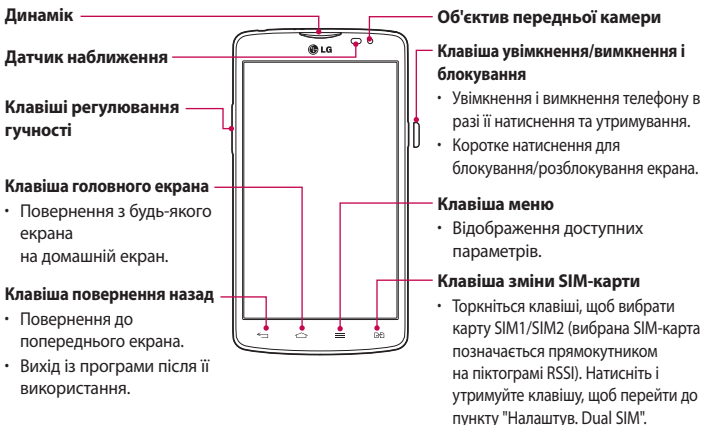 Динамік
Датчик наближення
Клавіші регулювання
гучності
Клавіша головного екрана
• Повернення з будь-якого
екрана
на домашній екран.
Клавіша повернення назад
• Повернення до
попереднього екрана.
• Вихід із програми після її
використання.
LG
Об'єктив передньої камери
Клавіша увімкнення/вимкнення і
блокування
• Увімкнення і вимкнення телефону в
разі її натиснення та утримування.
• Коротке натиснення для
блокування/розблокування екрана.
Клавіша меню
• Відображення доступних
параметрів.
Клавіша зміни SIM-карти
• Торкніться клавіші, щоб вибрати
карту SIM1/SIM2 (вибрана SIM-карта
позначається прямокутником
на піктограмі RSSI). Натисніть і
утримуйте клавішу, щоб перейти до
пункту "Налаштув. Dual SIM".